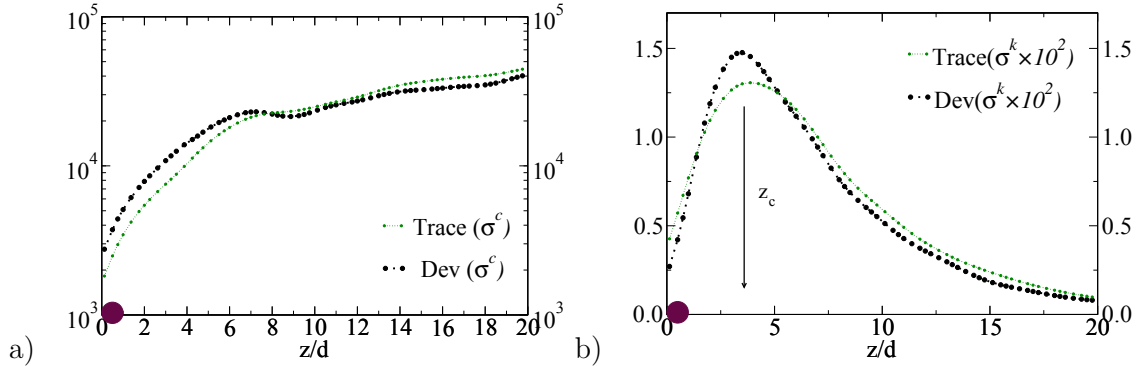 10^5
10^4
10^3
10^5
10^4
10^3
0 2 4 6 8 10 12 14 16 18 20
z/d
Trace (σ^c)
Dev (σ^c)
a)
1.5
1.0
0.5
0.0
1.5
1.0
0.5
0.0
0 5 10 15 20
z/d
Trace(σ^k×10^2)
Dev(σ^k×10^2)
z_c
b)